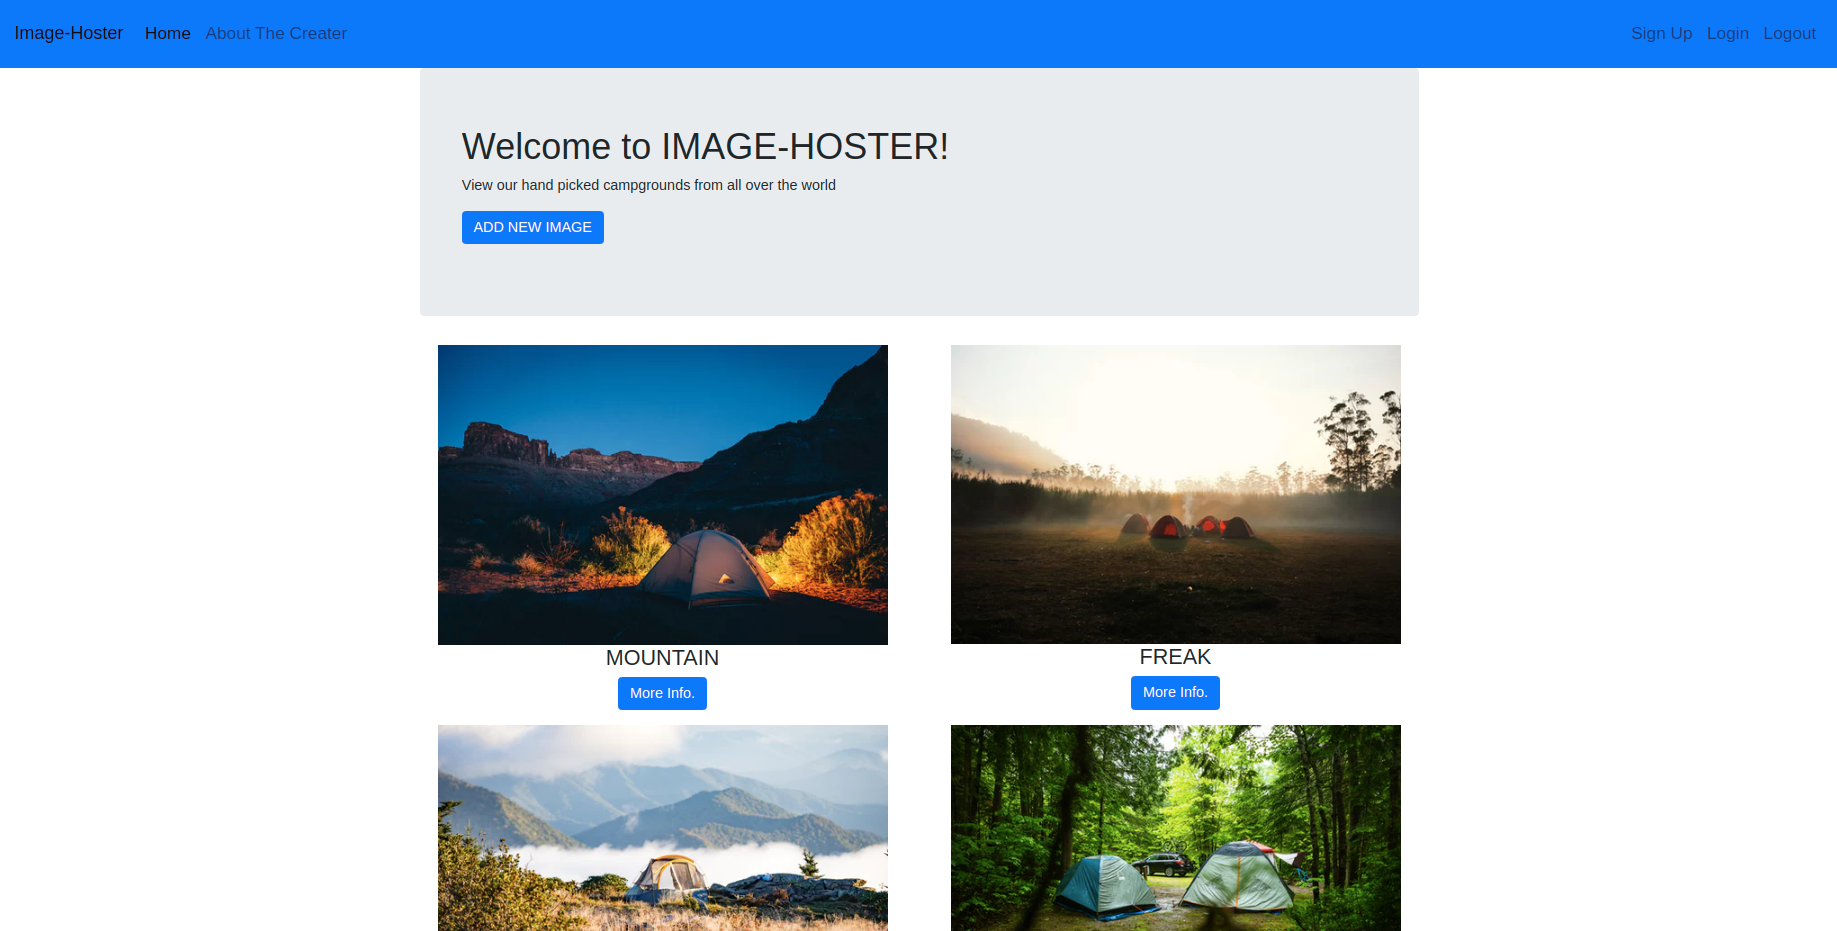 Image-Hoster Home About The Creater Sign Up Login Logout
Welcome to IMAGE-HOSTER!
View our hand picked campgrounds from all over the world
ADD NEW IMAGE
MOUNTAIN
More Info.
FREAK
More Info.